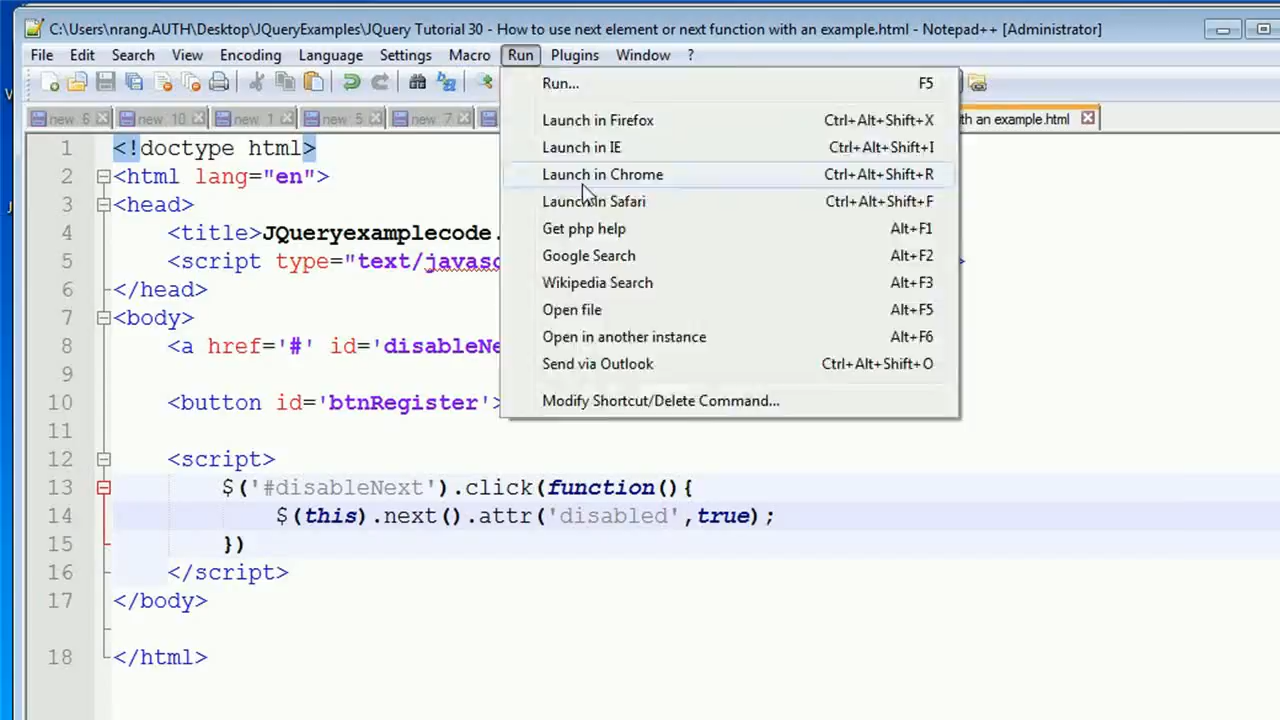 C:\Users\nrang.AUTH\Desktop\JQueryExamples\JQuery Tutorial 30 - How to use next element or next function with an example.html - Notepad++ [Administrator]
File Edit Search View Encoding Language Settings Macro Run Plugins Window ?
new 6 new 10 new 1 new 5 new 7 th an example.html
Run... F5
Launch in Firefox Ctrl+Alt+Shift+X
Launch in IE Ctrl+Alt+Shift+I
Launch in Chrome Ctrl+Alt+Shift+R
Launch in Safari Ctrl+Alt+Shift+F
Get php help Alt+F1
Google Search Alt+F2
Wikipedia Search Alt+F3
Open file Alt+F5
Open in another instance Alt+F6
Send via Outlook Ctrl+Alt+Shift+O
Modify Shortcut/Delete Command...
1 <!doctype html>
2 <html lang="en">
3 <head>
4 <title>JQueryexamplecode.
5 <script type="text/javasc >
6 </head>
7 <body>
8 <a href='#' id='disableNe
9
10 <button id='btnRegister'>
11
12 <script>
13 $('#disableNext').click(function(){
14 $(this).next().attr('disabled',true);
15 })
16 </script>
17 </body>
18 </html>